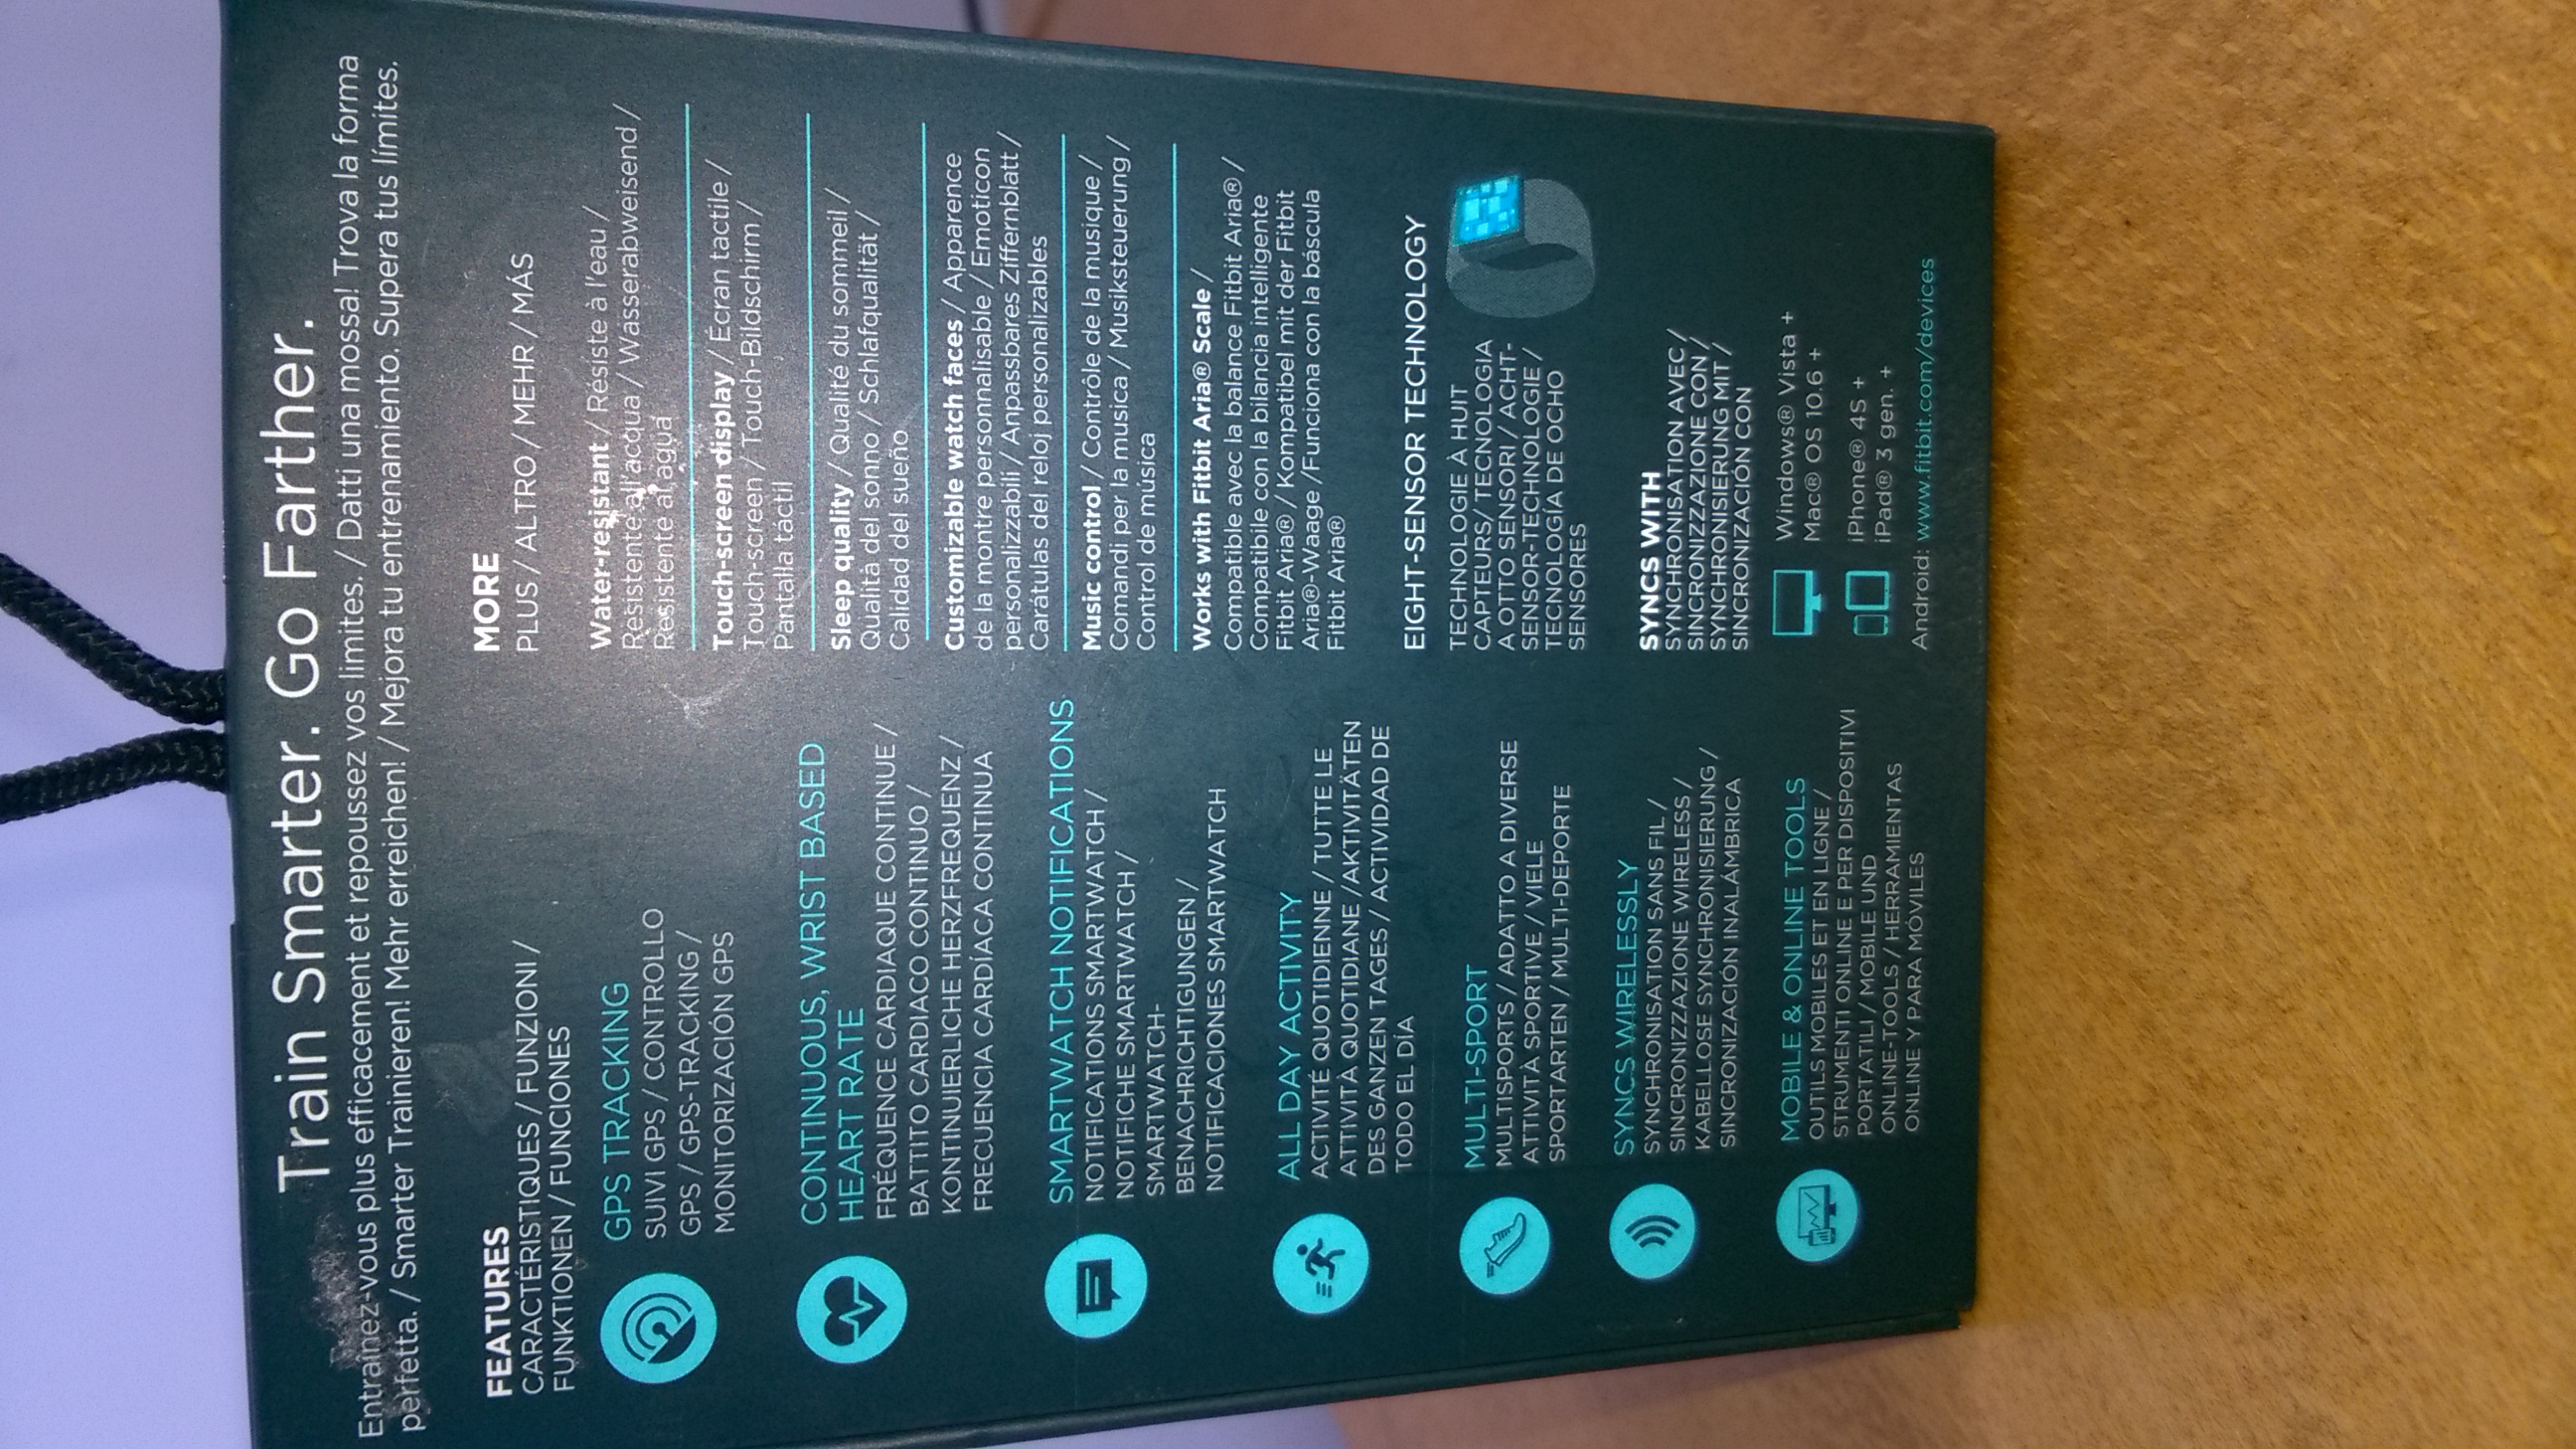 Train Smarter. Go Farther.
Entraînez-vous plus efficacement et repoussez vos limites. / Datti una mossa! Trova la forma
perfetta. / Smarter Trainieren! Mehr erreichen! / Mejora tu entrenamiento. Supera tus límites.
FEATURES
CARACTÉRISTIQUES / FUNZIONI /
FUNKTIONEN / FUNCIONES
GPS TRACKING
SUIVI GPS / CONTROLLO
GPS / GPS-TRACKING /
MONITORIZACIÓN GPS
CONTINUOUS, WRIST BASED
HEART RATE
FRÉQUENCE CARDIAQUE CONTINUE /
BATTITO CARDIACO CONTINUO /
KONTINUIERLICHE HERZFREQUENZ /
FRECUENCIA CARDÍACA CONTINUA
SMARTWATCH NOTIFICATIONS
NOTIFICATIONS SMARTWATCH /
NOTIFICHE SMARTWATCH /
SMARTWATCH-
BENACHRICHTIGUNGEN /
NOTIFICACIONES SMARTWATCH
ALL DAY ACTIVITY
ACTIVITÉ QUOTIDIENNE / TUTTE LE
ATTIVITÀ QUOTIDIANE /AKTIVITÄTEN
DES GANZEN TAGES / ACTIVIDAD DE
TODO EL DÍA
MULTI-SPORT
MULTISPORTS / ADATTO A DIVERSE
ATTIVITÀ SPORTIVE / VIELE
SPORTARTEN / MULTI-DEPORTE
SYNCS WIRELESSLY
SYNCHRONISATION SANS FIL /
SINCRONIZZAZIONE WIRELESS /
KABELLOSE SYNCHRONISIERUNG /
SINCRONIZACIÓN INALÁMBRICA
MOBILE & ONLINE TOOLS
OUTILS MOBILES ET EN LIGNE /
STRUMENTI ONLINE E PER DISPOSITIVI
PORTATILI / MOBILE UND
ONLINE-TOOLS / HERRAMIENTAS
ONLINE Y PARA MÓVILES
MORE
PLUS / ALTRO / MEHR / MÁS
Water-resistant / Résiste à l'eau /
Resistente all'acqua / Wasserabweisend /
Resistente al agua
Touch-screen display / Écran tactile /
Touch-screen / Touch-Bildschirm /
Pantalla táctil
Sleep quality / Qualité du sommeil /
Qualità del sonno / Schlafqualität /
Calidad del sueño
Customizable watch faces / Apparence
de la montre personnalisable / Emoticon
personalizzabili / Anpassbares Ziffernblatt /
Carátulas del reloj personalizables
Music control / Contrôle de la musique /
Comandi per la musica / Musiksteuerung /
Control de música
Works with Fitbit Aria® Scale /
Compatible avec la balance Fitbit Aria® /
Compatibile con la bilancia intelligente
Fitbit Aria® / Kompatibel mit der Fitbit
Aria®-Waage /Funciona con la báscula
Fitbit Aria®
EIGHT-SENSOR TECHNOLOGY
TECHNOLOGIE À HUIT
CAPTEURS/ TECNOLOGIA
A OTTO SENSORI / ACHT-
SENSOR-TECHNOLOGIE /
TECNOLOGÍA DE OCHO
SENSORES
SYNCS WITH
SYNCHRONISATION AVEC /
SINCRONIZZAZIONE CON /
SYNCHRONISIERUNG MIT /
SINCRONIZACIÓN CON
Windows® Vista +
Mac® OS 10.6 +
iPhone® 4S +
iPad® 3 gen. +
Android: www.fitbit.com/devices